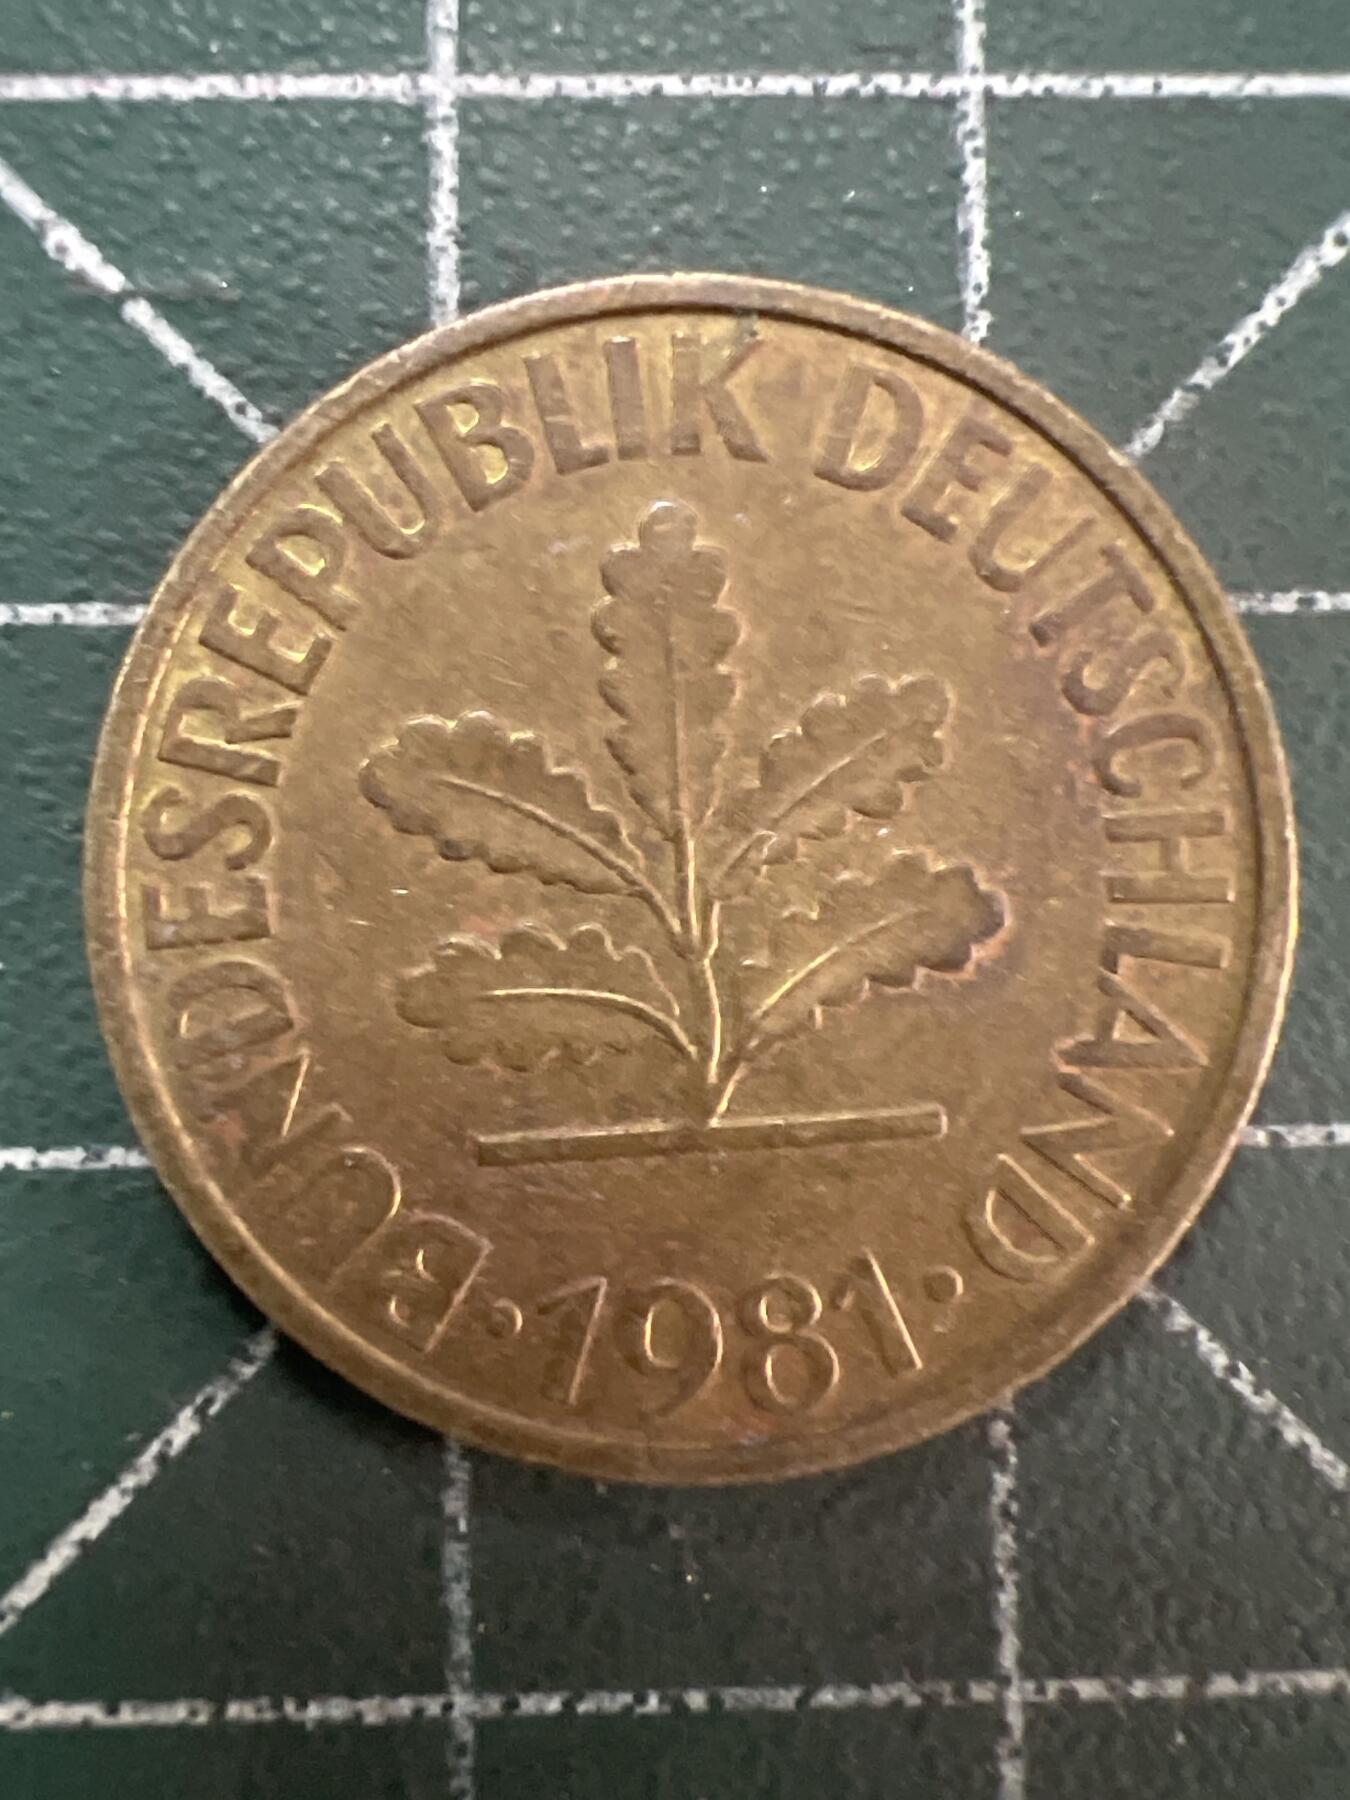 BUNDESREPUBLIK DEUTSCHLAND
· 1981 ·